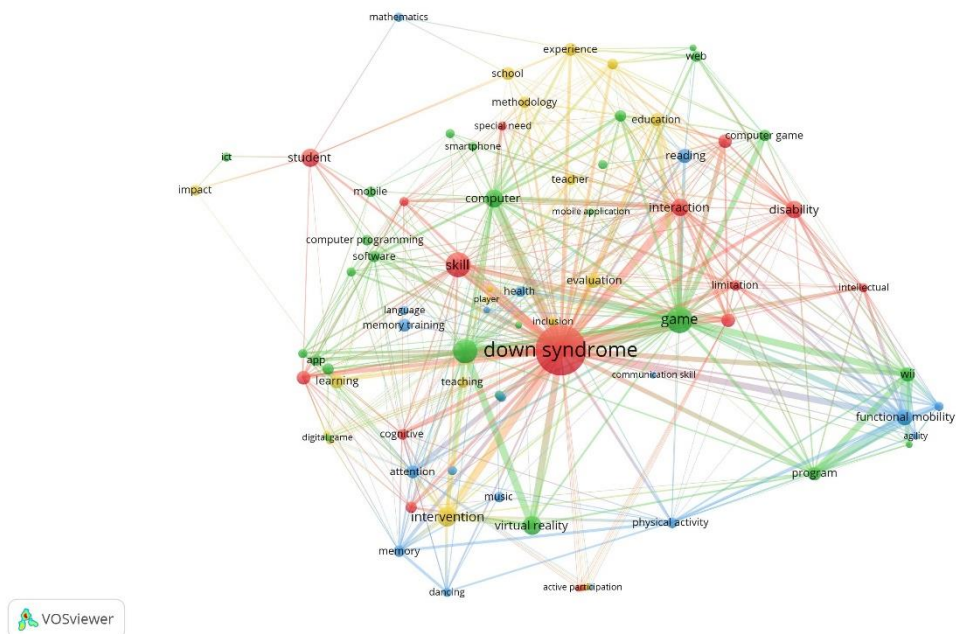 mathematics
experience
web
school
methodology
special need
education
computer game
smartphone
ict
student
reading
teacher
impact
mobile
computer
mobile application
interaction
disability
computer programming
software
skill
evaluation
health
limitation
intellectual
player
language
memory training
inclusion
game
down syndrome
app
learning
teaching
communication skill
wii
functional mobility
agility
digital game
cognitive
attention
program
music
intervention
virtual reality
physical activity
memory
dancing
active participation
VOSviewer